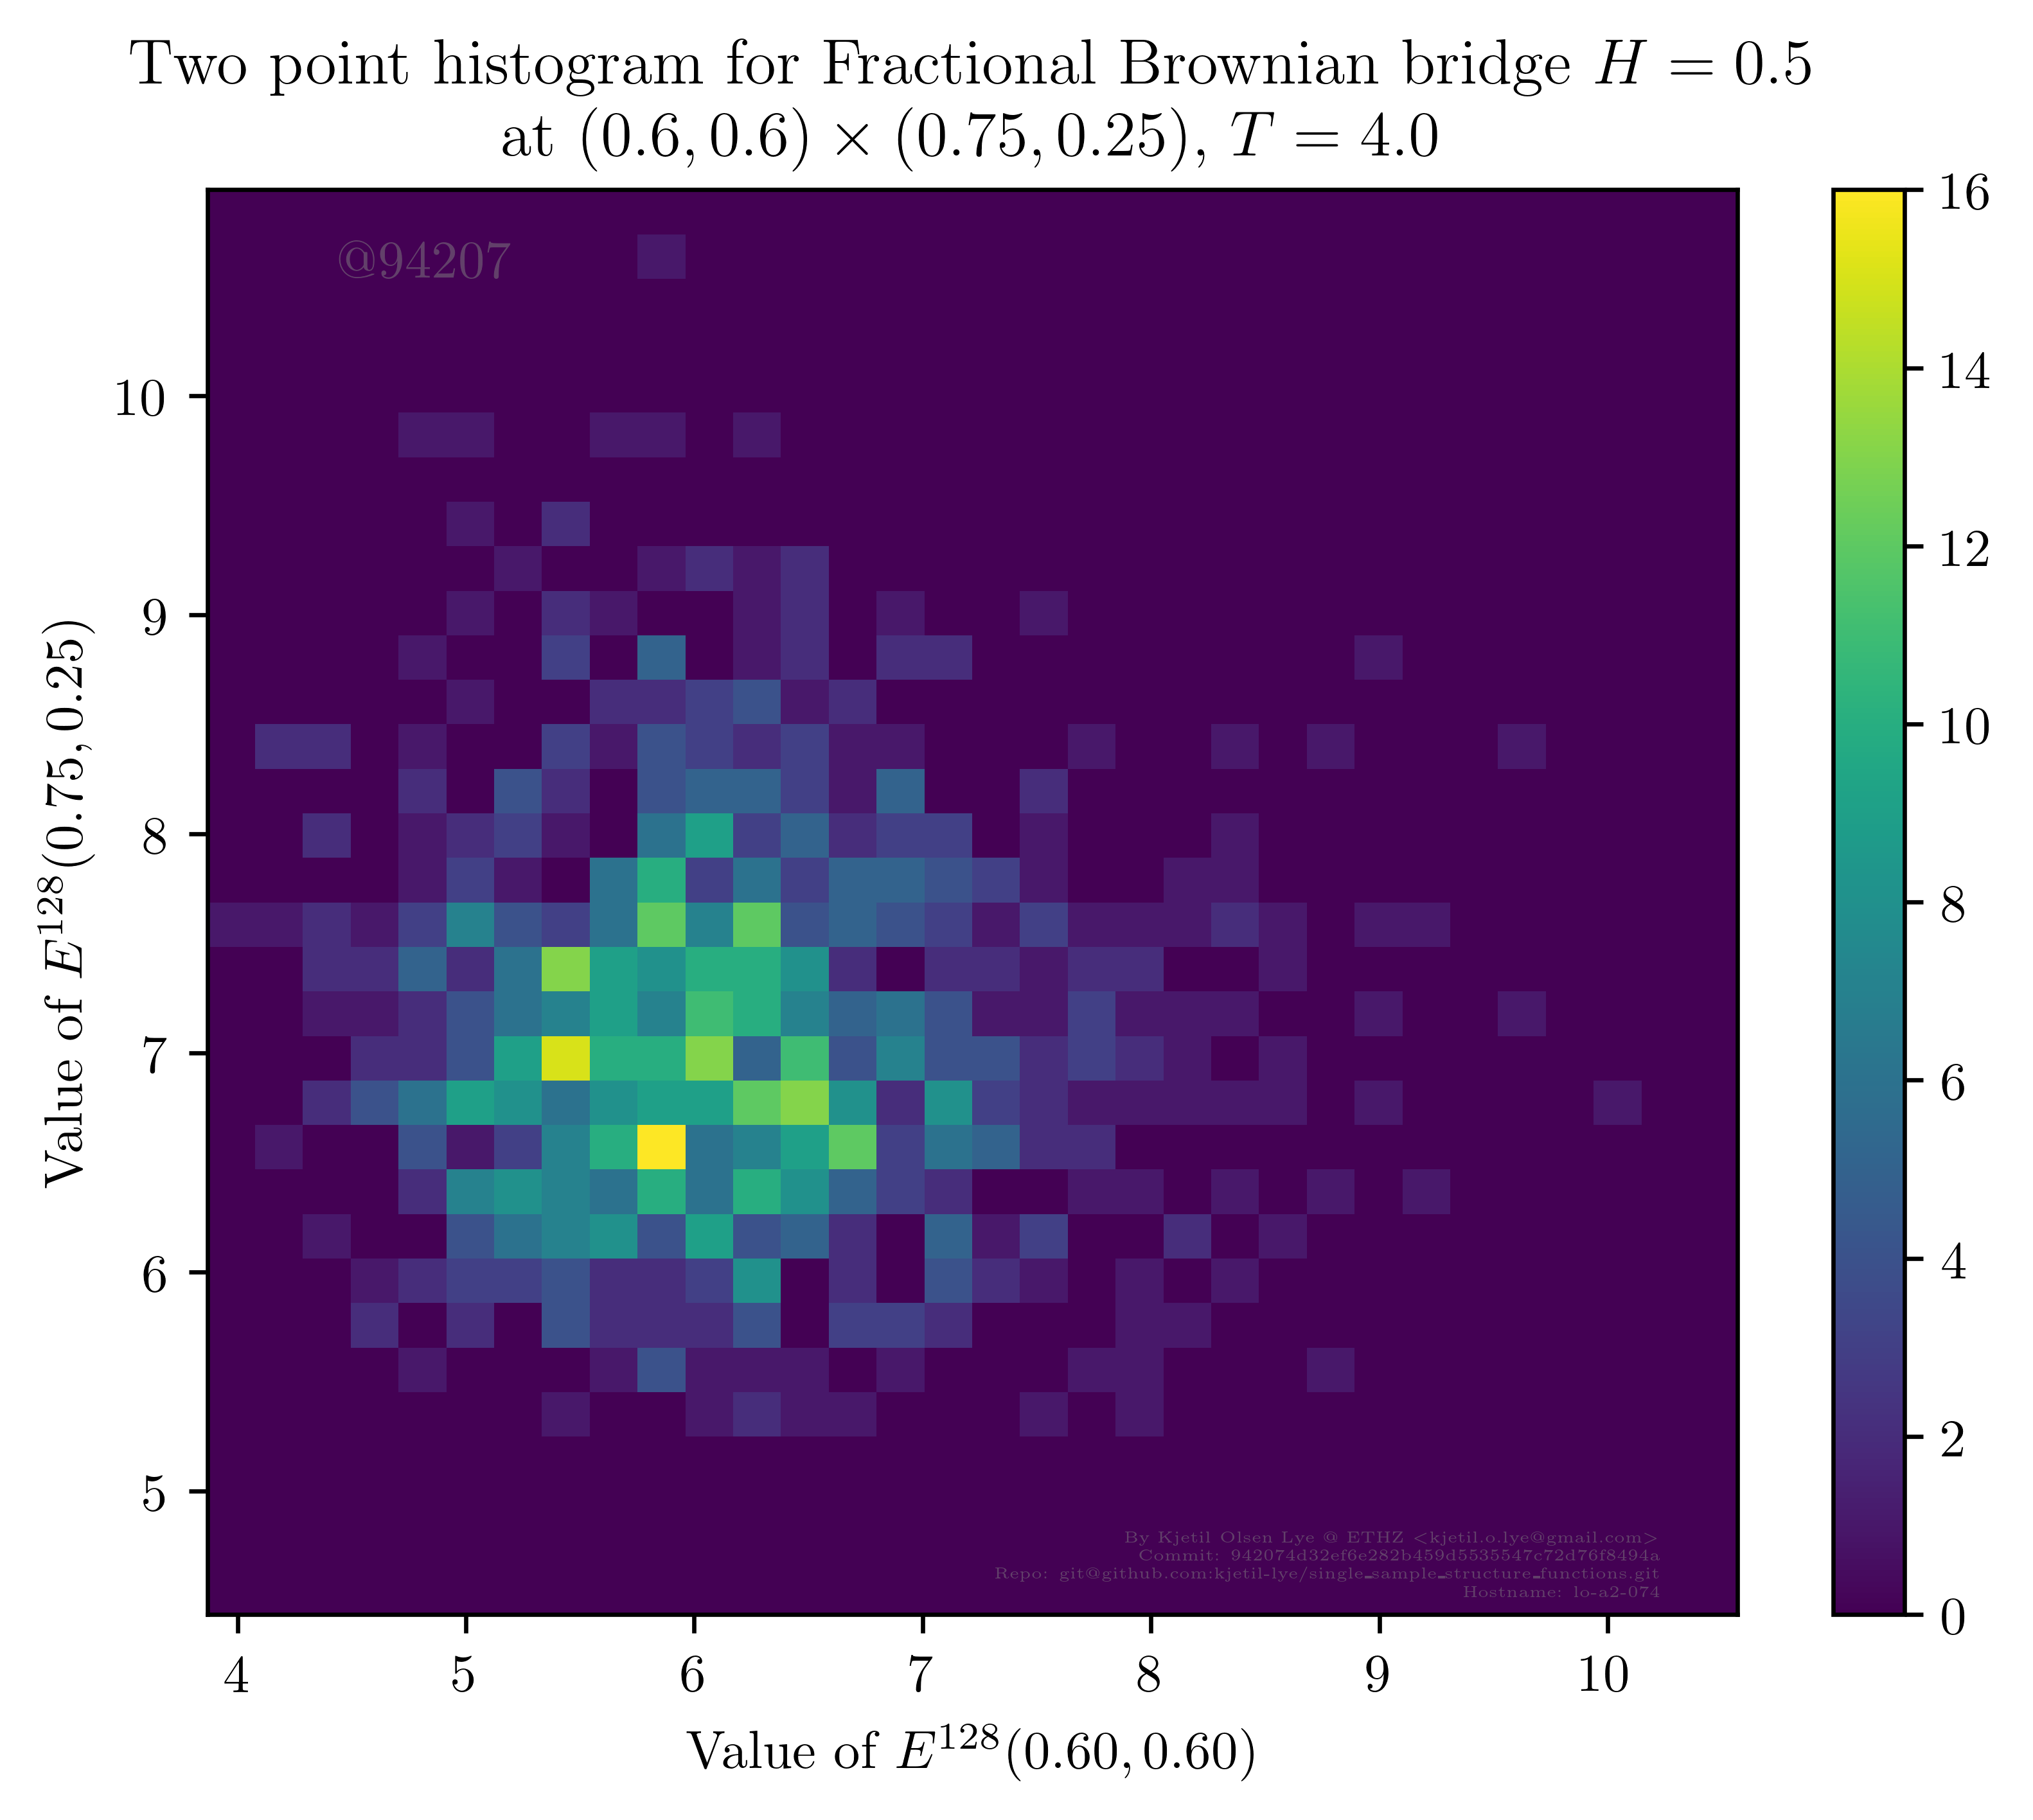 Two point histogram for Fractional Brownian bridge H = 0.5
at (0.6, 0.6) × (0.75, 0.25), T = 4.0
@94207
16
14
12
10
8
6
4
2
0
10
9
8
7
6
5
Value of E^128(0.75, 0.25)
By Kjetil Olsen Lye @ ETHZ <kjetil.o.lye@gmail.com>
Commit: 942074d32ef6e282b459d5535547c72d76f8494a
Repo: git@github.com:kjetil-lye/single_sample_structure_functions.git
Hostname: lo-a2-074
4 5 6 7 8 9 10
Value of E^128(0.60, 0.60)